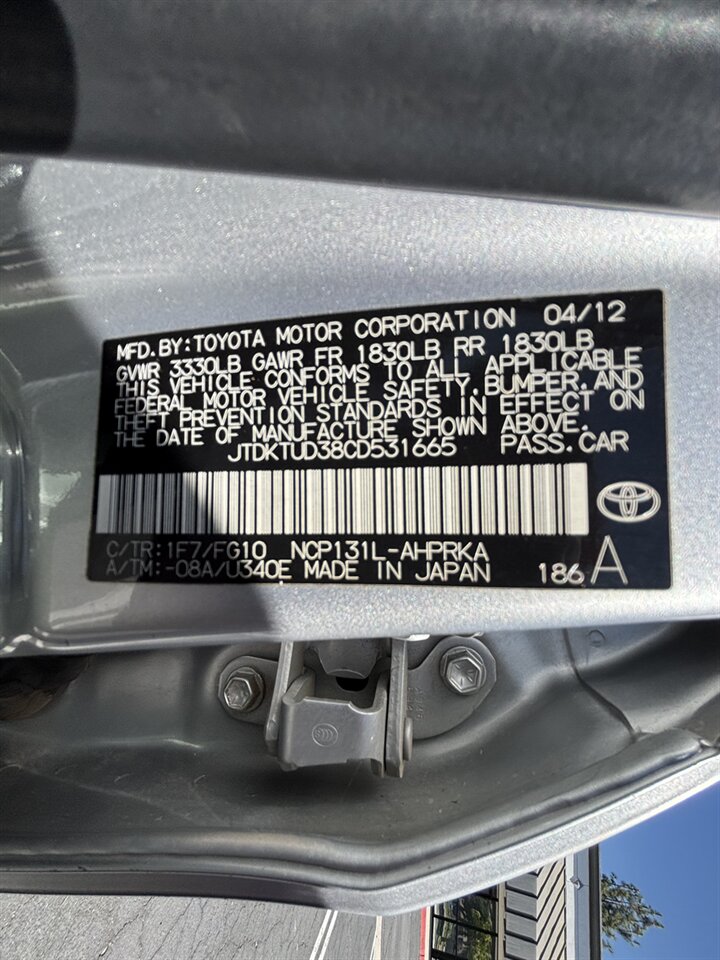 MFD. BY: TOYOTA MOTOR CORPORATION 04/12
GVWR 3330LB GAWR FR 1830LB RR 1830LB
THIS VEHICLE CONFORMS TO ALL APPLICABLE
FEDERAL MOTOR VEHICLE SAFETY, BUMPER, AND
THEFT PREVENTION STANDARDS IN EFFECT ON
THE DATE OF MANUFACTURE SHOWN ABOVE.
JTDKTUD38CD531665 PASS. CAR
C/TR: 1F7/FG10 NCP131L-AHPRKA
A/TM: -08A/U340E MADE IN JAPAN 186 A